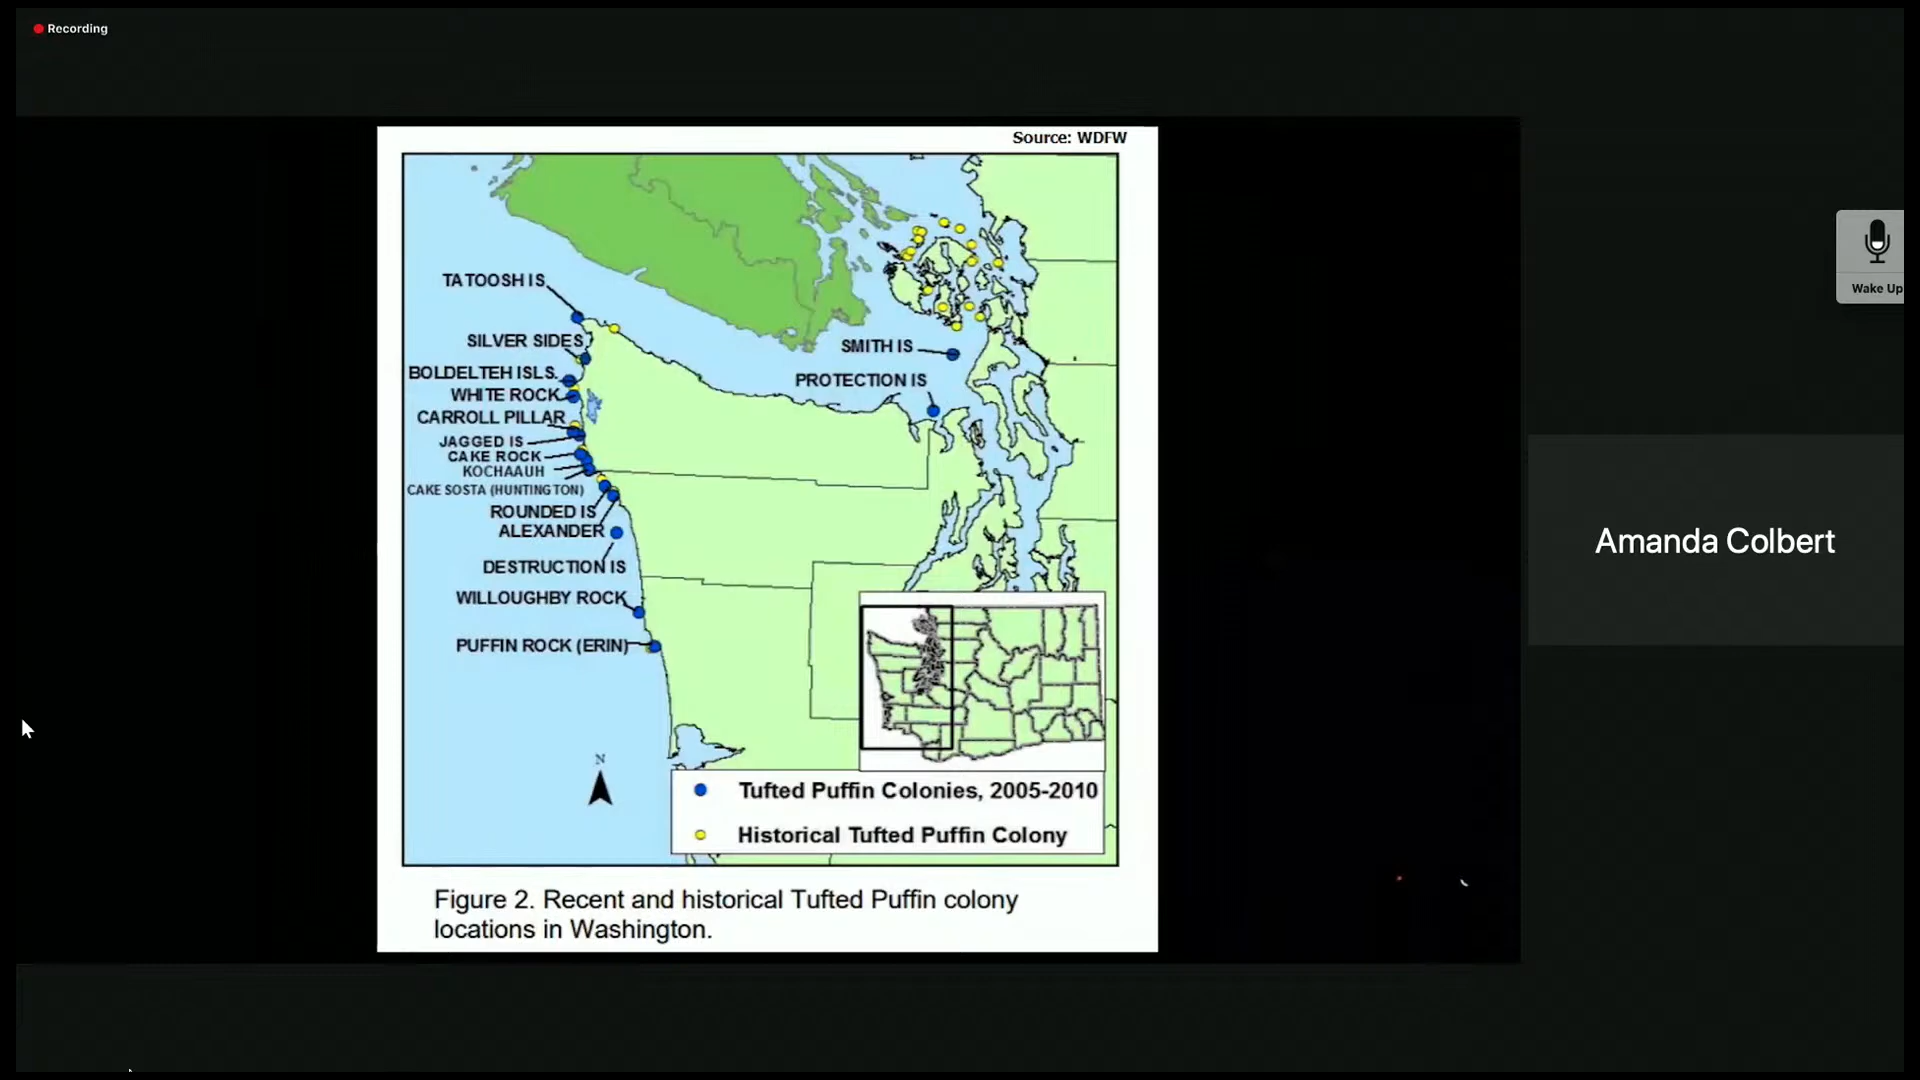 Recording
Source: WDFW
TATOOSH IS
SILVER SIDES
SMITH IS
BOLDELTEH ISLS.
PROTECTION IS
WHITE ROCK
CARROLL PILLAR
JAGGED IS
CAKE ROCK
KOCHAAUH
CAKE SOSTA (HUNTINGTON)
ROUNDED IS
ALEXANDER
DESTRUCTION IS
WILLOUGHBY ROCK
PUFFIN ROCK (ERIN)
N
Tufted Puffin Colonies, 2005-2010
Historical Tufted Puffin Colony
Figure 2. Recent and historical Tufted Puffin colony
locations in Washington.
Wake Up
Amanda Colbert